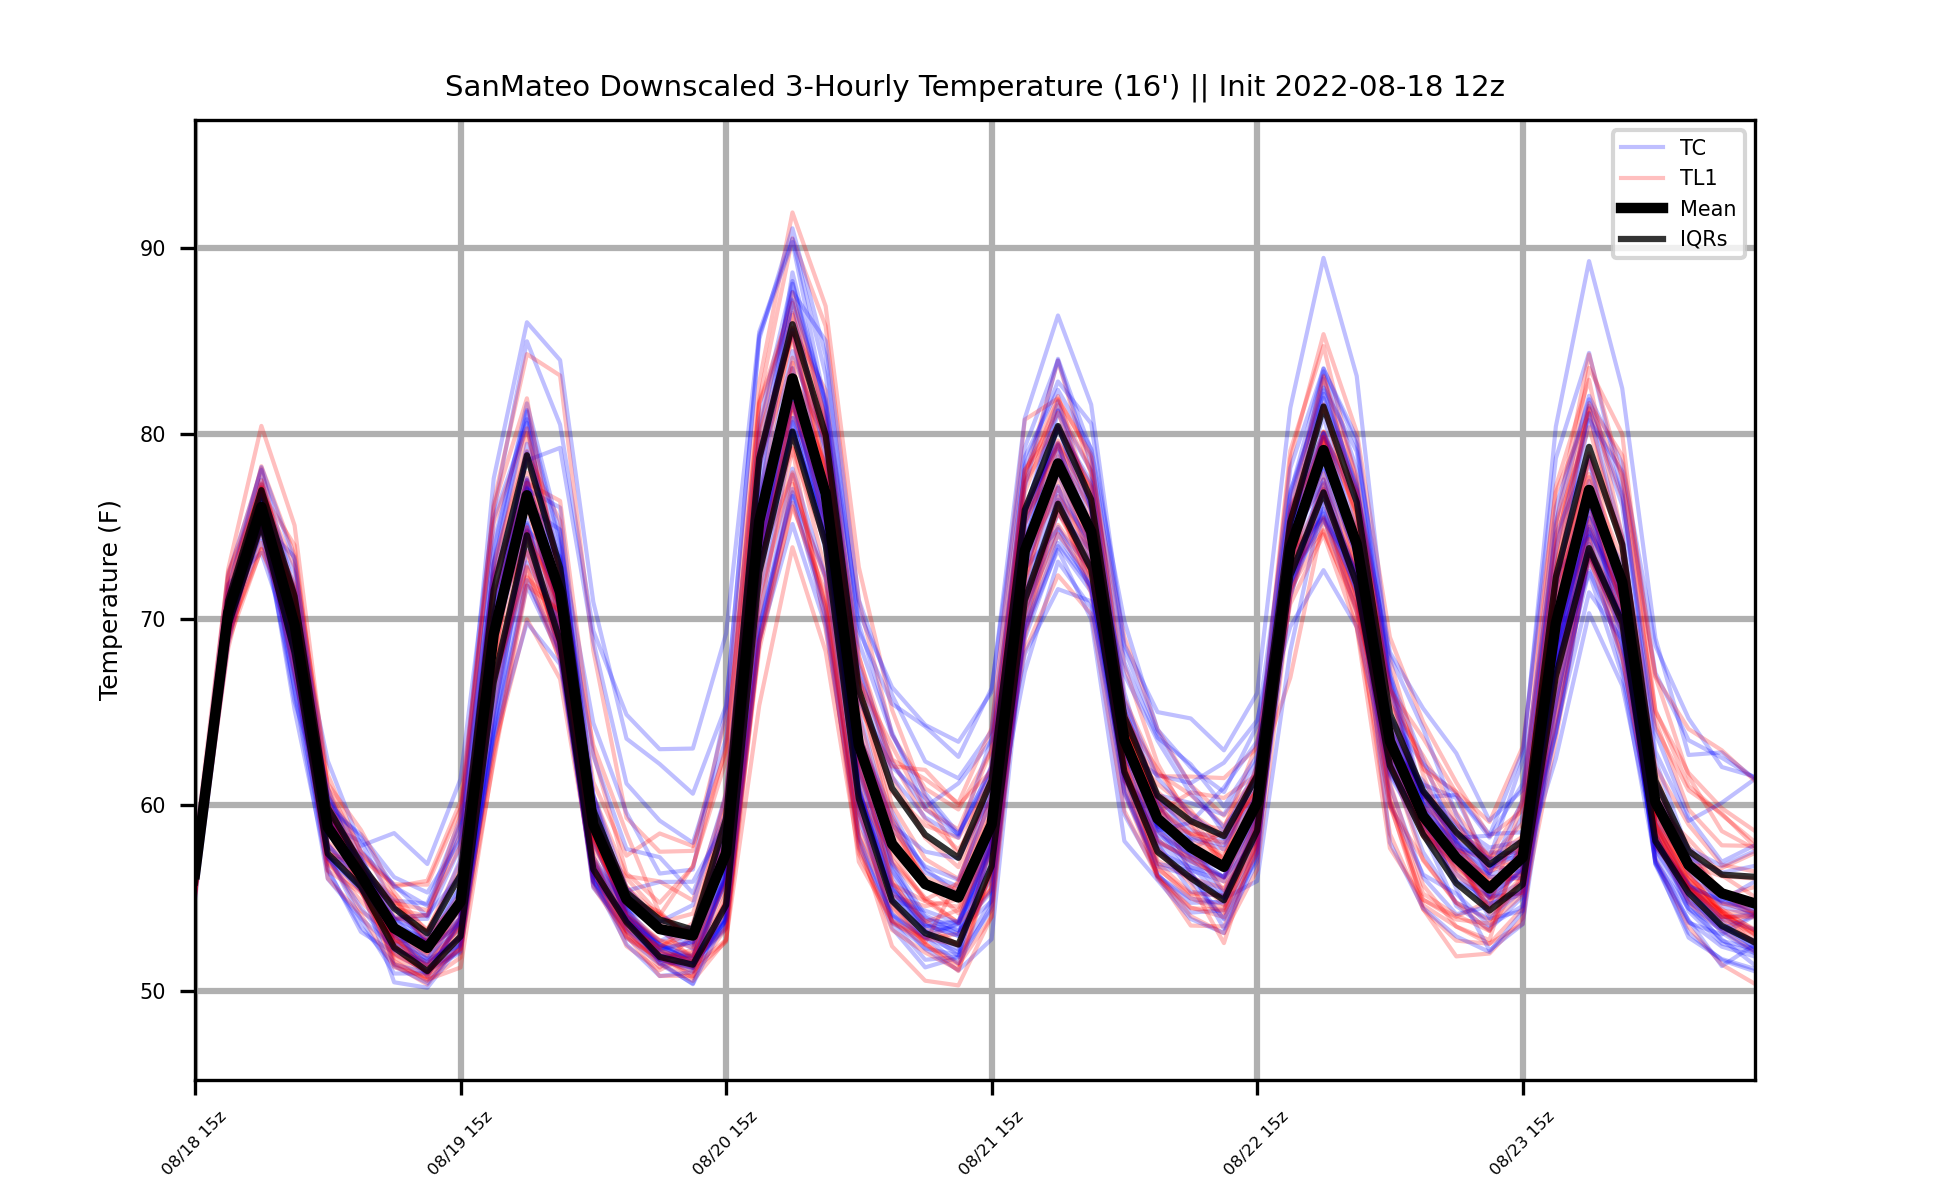 SanMateo Downscaled 3-Hourly Temperature (16') || Init 2022-08-18 12z
TC
TL1
Mean
IQRs
Temperature (F)
90
80
70
60
50
08/18 15z
08/19 15z
08/20 15z
08/21 15z
08/22 15z
08/23 15z